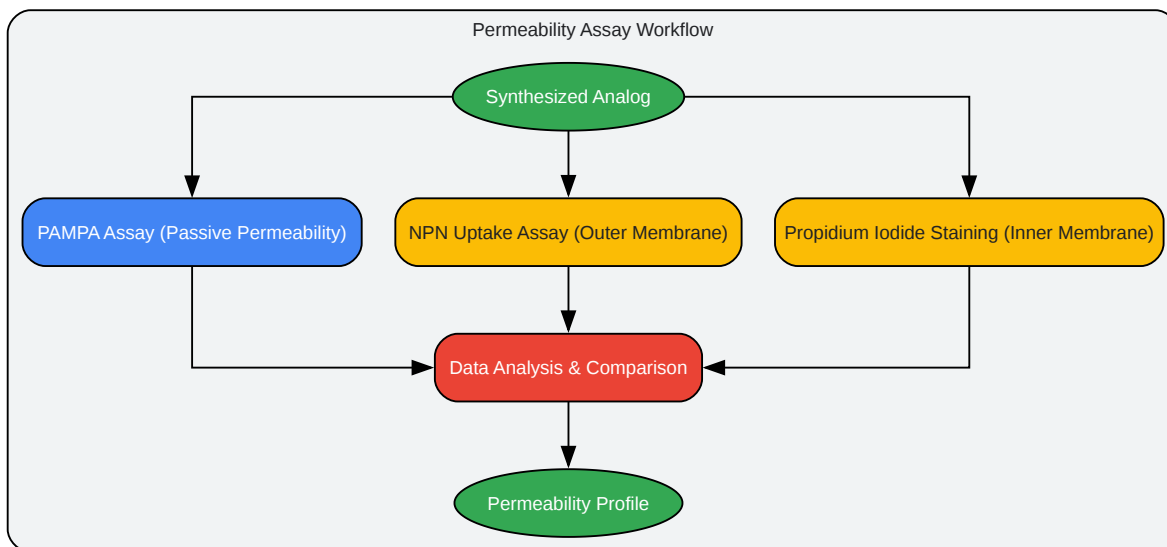 Permeability Assay Workflow
Synthesized Analog
PAMPA Assay (Passive Permeability)
NPN Uptake Assay (Outer Membrane)
Propidium Iodide Staining (Inner Membrane)
Data Analysis & Comparison
Permeability Profile